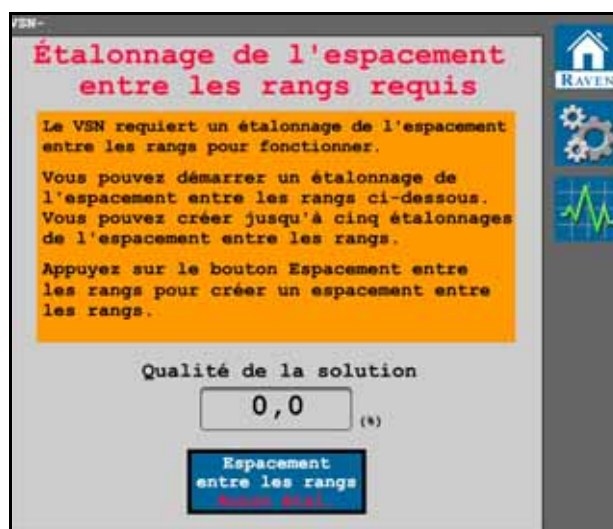 VSN-
Étalonnage de l'espacement
entre les rangs requis
RAVEN
Le VSN requiert un étalonnage de l'espacement
entre les rangs pour fonctionner.
Vous pouvez démarrer un étalonnage de
l'espacement entre les rangs ci-dessous.
Vous pouvez créer jusqu'à cinq étalonnages
de l'espacement entre les rangs.
Appuyez sur le bouton Espacement entre
les rangs pour créer un espacement entre
les rangs.
Qualité de la solution
0,0
(%)
Espacement
entre les rangs
Aucun étal.